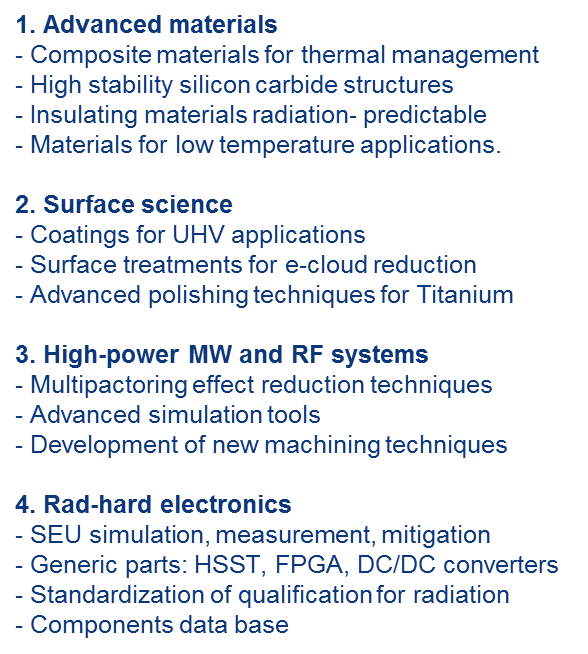 1. Advanced materials
- Composite materials for thermal management
- High stability silicon carbide structures
- Insulating materials radiation- predictable
- Materials for low temperature applications.
2. Surface science
- Coatings for UHV applications
- Surface treatments for e-cloud reduction
- Advanced polishing techniques for Titanium
3. High-power MW and RF systems
- Multipactoring effect reduction techniques
- Advanced simulation tools
- Development of new machining techniques
4. Rad-hard electronics
- SEU simulation, measurement, mitigation
- Generic parts: HSST, FPGA, DC/DC converters
- Standardization of qualification for radiation
- Components data base